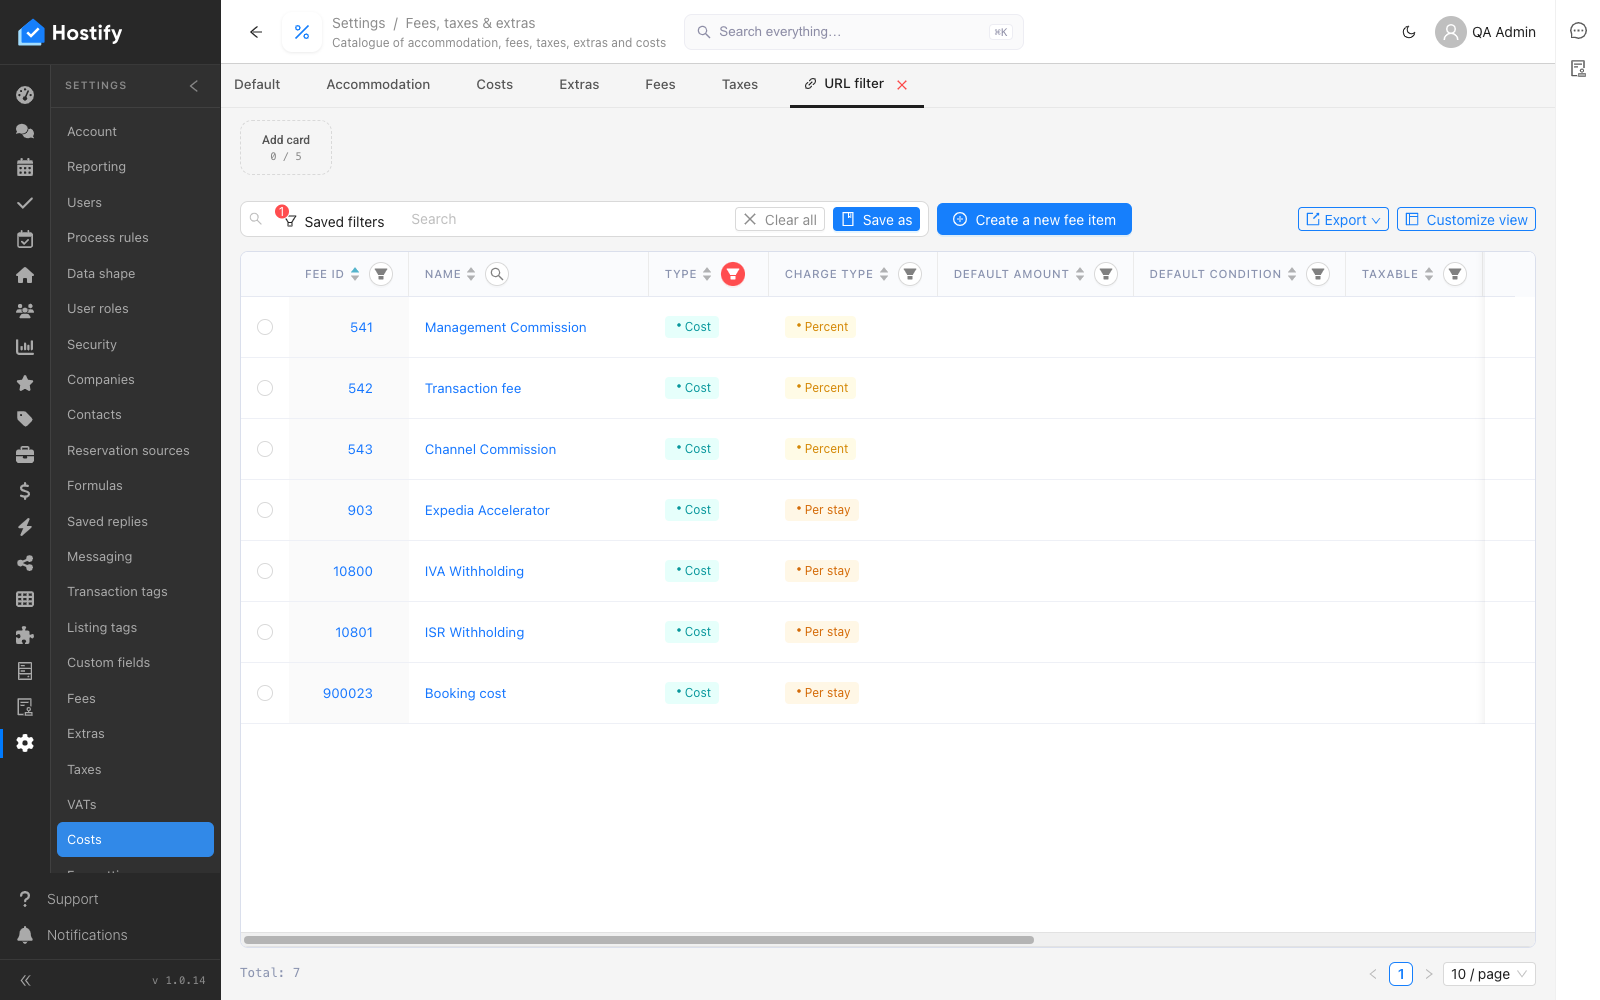 Hostify
Settings / Fees, taxes & extras
Catalogue of accommodation, fees, taxes, extras and costs
Search everything...
⌘K
QA Admin
SETTINGS
Account
Reporting
Users
Process rules
Data shape
User roles
Security
Companies
Contacts
Reservation sources
Formulas
Saved replies
Messaging
Transaction tags
Listing tags
Custom fields
Fees
Extras
Taxes
VATs
Costs
Support
Notifications
v 1.0.14
Default Accommodation Costs Extras Fees Taxes URL filter
Add card
0 / 5
1 Saved filters Search Clear all Save as Create a new fee item Export Customize view
FEE ID NAME TYPE CHARGE TYPE DEFAULT AMOUNT DEFAULT CONDITION TAXABLE
541 Management Commission • Cost • Percent
542 Transaction fee • Cost • Percent
543 Channel Commission • Cost • Percent
903 Expedia Accelerator • Cost • Per stay
10800 IVA Withholding • Cost • Per stay
10801 ISR Withholding • Cost • Per stay
900023 Booking cost • Cost • Per stay
Total: 7
1
10 / page